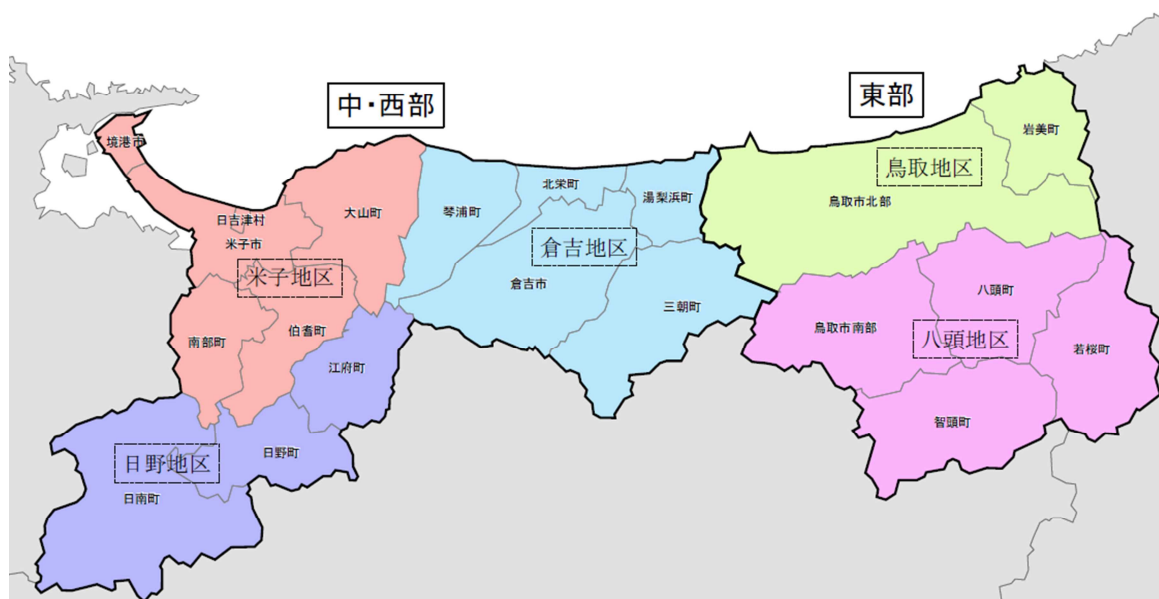 中・西部
東部
境港市
岩美町
鳥取地区
北栄町
湯梨浜町
大山町
琴浦町
鳥取市北部
日吉津村
米子市
倉吉地区
米子地区
倉吉市
八頭町
三朝町
鳥取市南部
伯耆町
南部町
八頭地区
若桜町
江府町
智頭町
日野町
日野地区
日南町